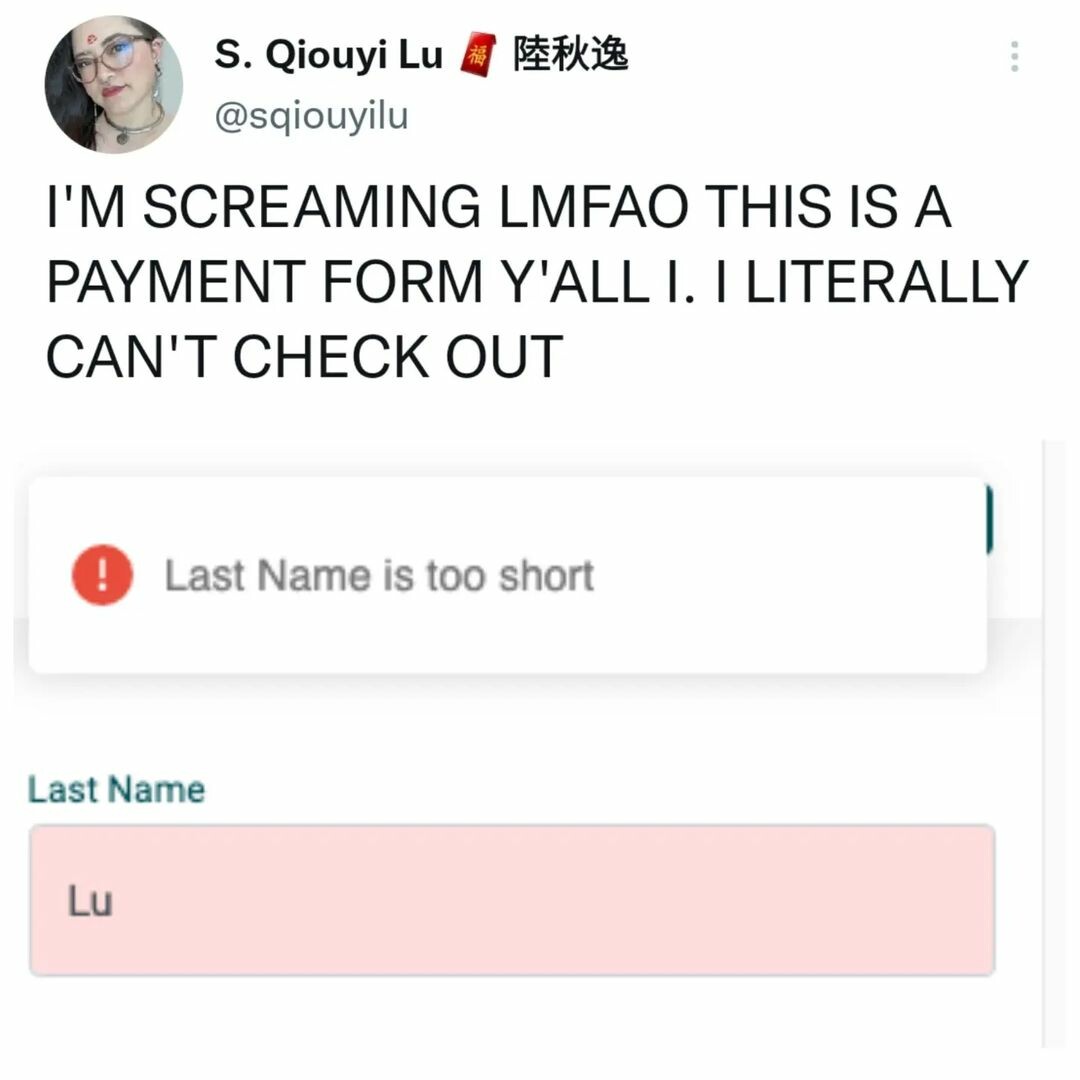 S. Qiouyi Lu 🧧 陸秋逸
@sqiouyilu
I'M SCREAMING LMFAO THIS IS A
PAYMENT FORM Y'ALL I. I LITERALLY
CAN'T CHECK OUT
! Last Name is too short
Last Name
Lu